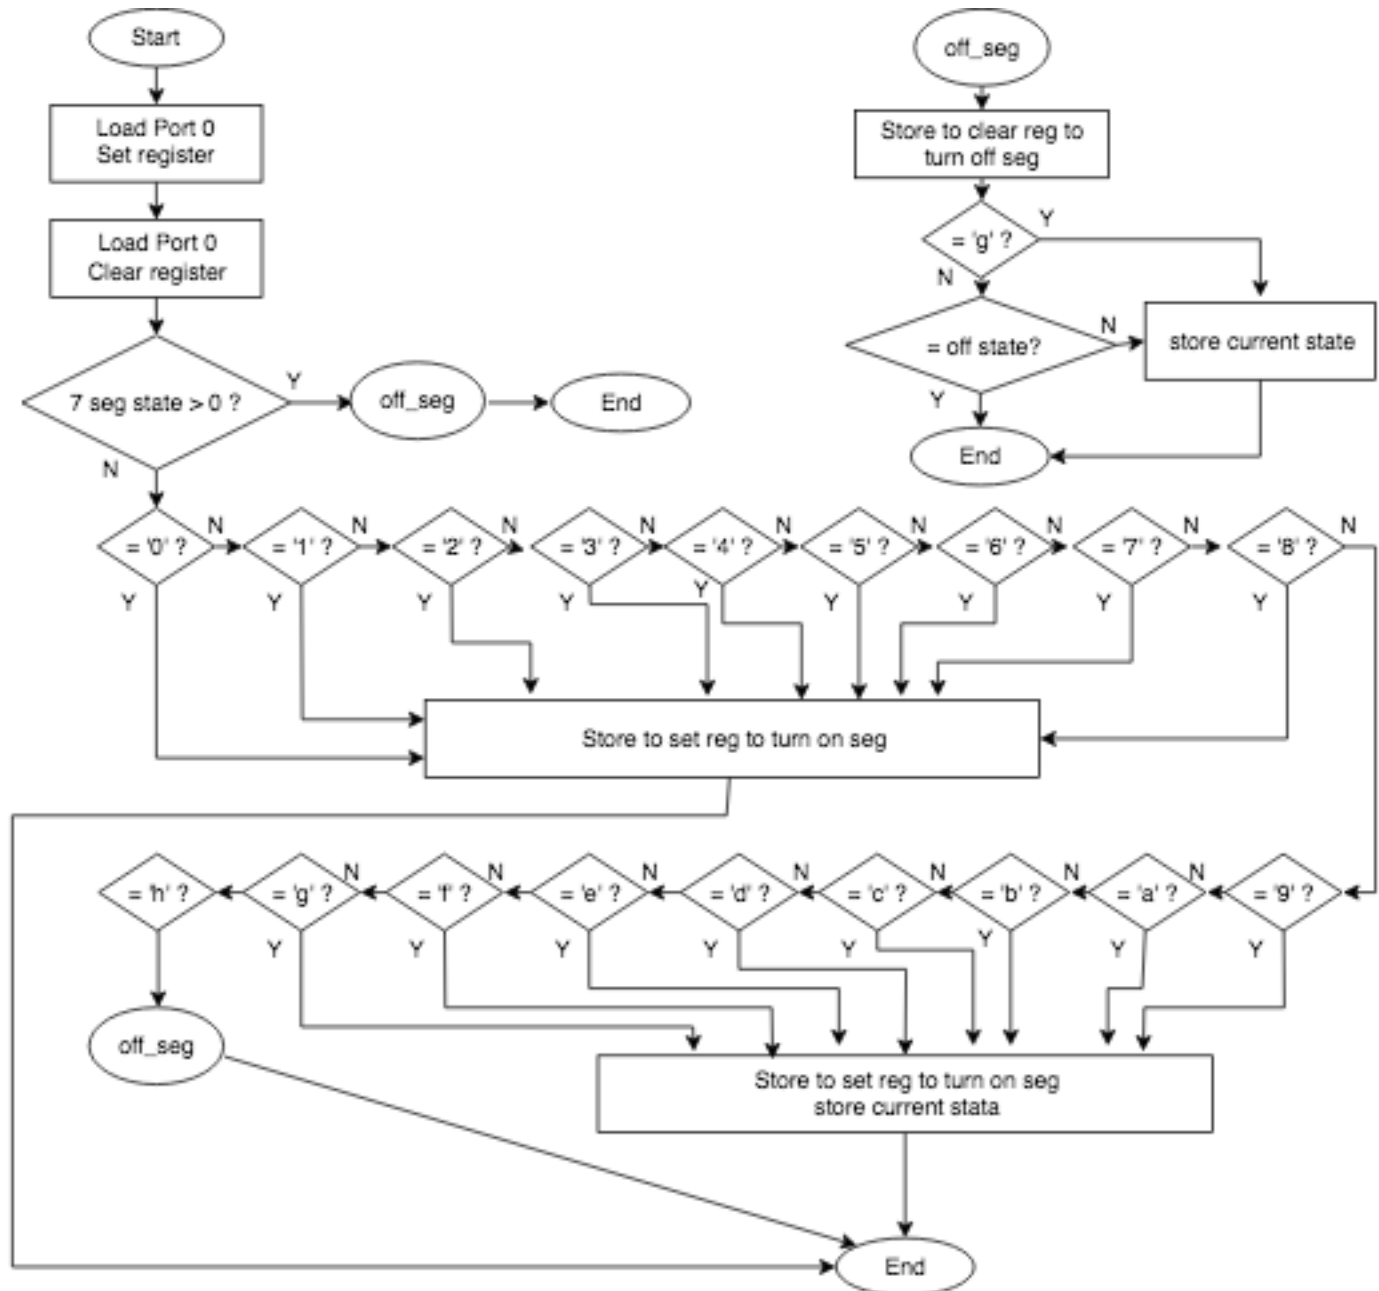 Start
Load Port 0
Set register
Load Port 0
Clear register
7 seg state > 0 ?
Y
off_seg
End
N
off_seg
Store to clear reg to
turn off seg
= 'g' ?
Y
N
= off state?
N
store current state
Y
End
= '0' ?
N
= '1' ?
N
= '2' ?
N
= '3' ?
N
= '4' ?
N
= '5' ?
N
= '6' ?
N
= '7' ?
N
= '8' ?
N
Y
Y
Y
Y
Y
Y
Y
Y
Y
Store to set reg to turn on seg
= 'h' ?
= 'g' ?
N
= 'f' ?
N
= 'e' ?
N
= 'd' ?
N
= 'c' ?
N
= 'b' ?
N
= 'a' ?
N
= '9' ?
Y
Y
Y
Y
Y
Y
Y
Y
off_seg
Store to set reg to turn on seg
store current stata
End